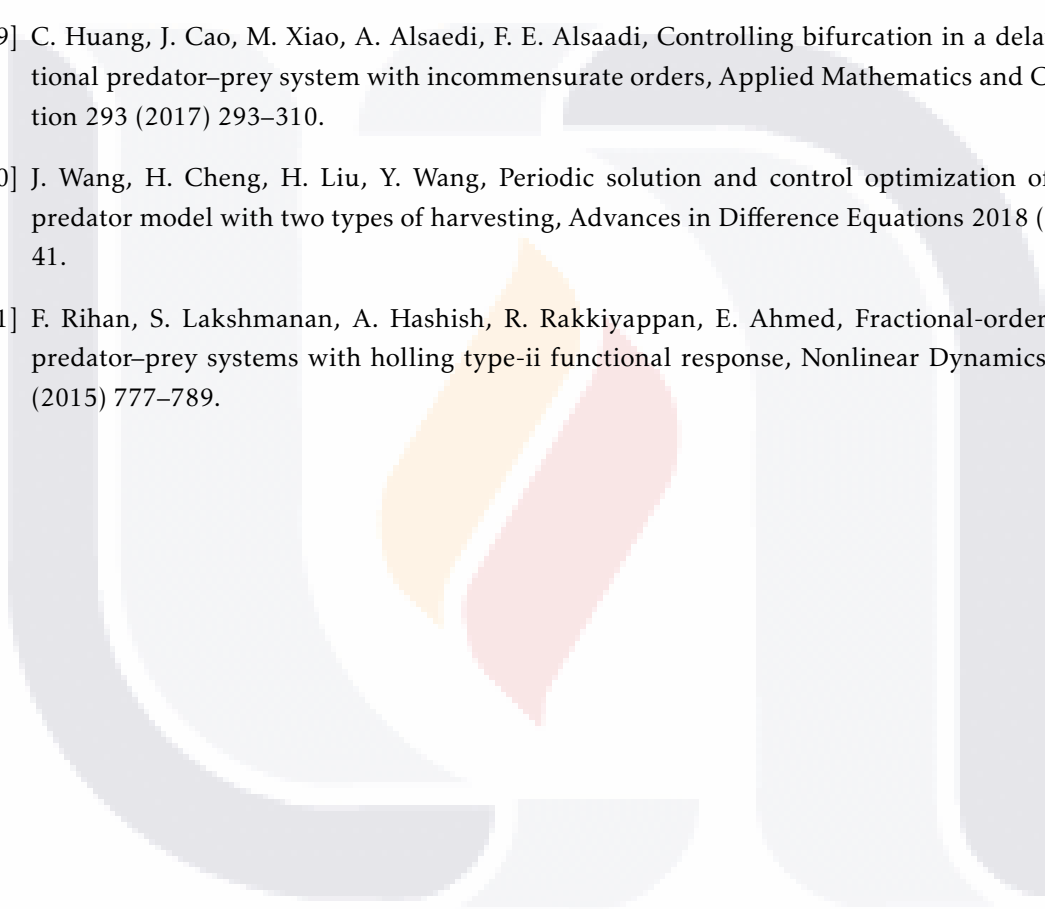 9] C. Huang, J. Cao, M. Xiao, A. Alsaedi, F. E. Alsaadi, Controlling bifurcation in a dela
tional predator–prey system with incommensurate orders, Applied Mathematics and C
tion 293 (2017) 293–310.
0] J. Wang, H. Cheng, H. Liu, Y. Wang, Periodic solution and control optimization of
predator model with two types of harvesting, Advances in Difference Equations 2018 (
41.
1] F. Rihan, S. Lakshmanan, A. Hashish, R. Rakkiyappan, E. Ahmed, Fractional-order
predator–prey systems with holling type-ii functional response, Nonlinear Dynamics
(2015) 777–789.